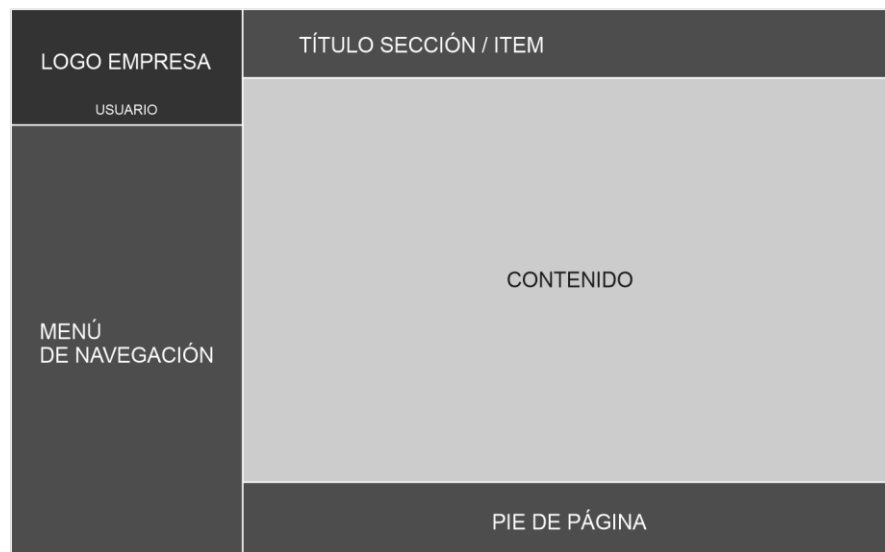 LOGO EMPRESA
USUARIO
TÍTULO SECCIÓN / ITEM
MENÚ
DE NAVEGACIÓN
CONTENIDO
PIE DE PÁGINA